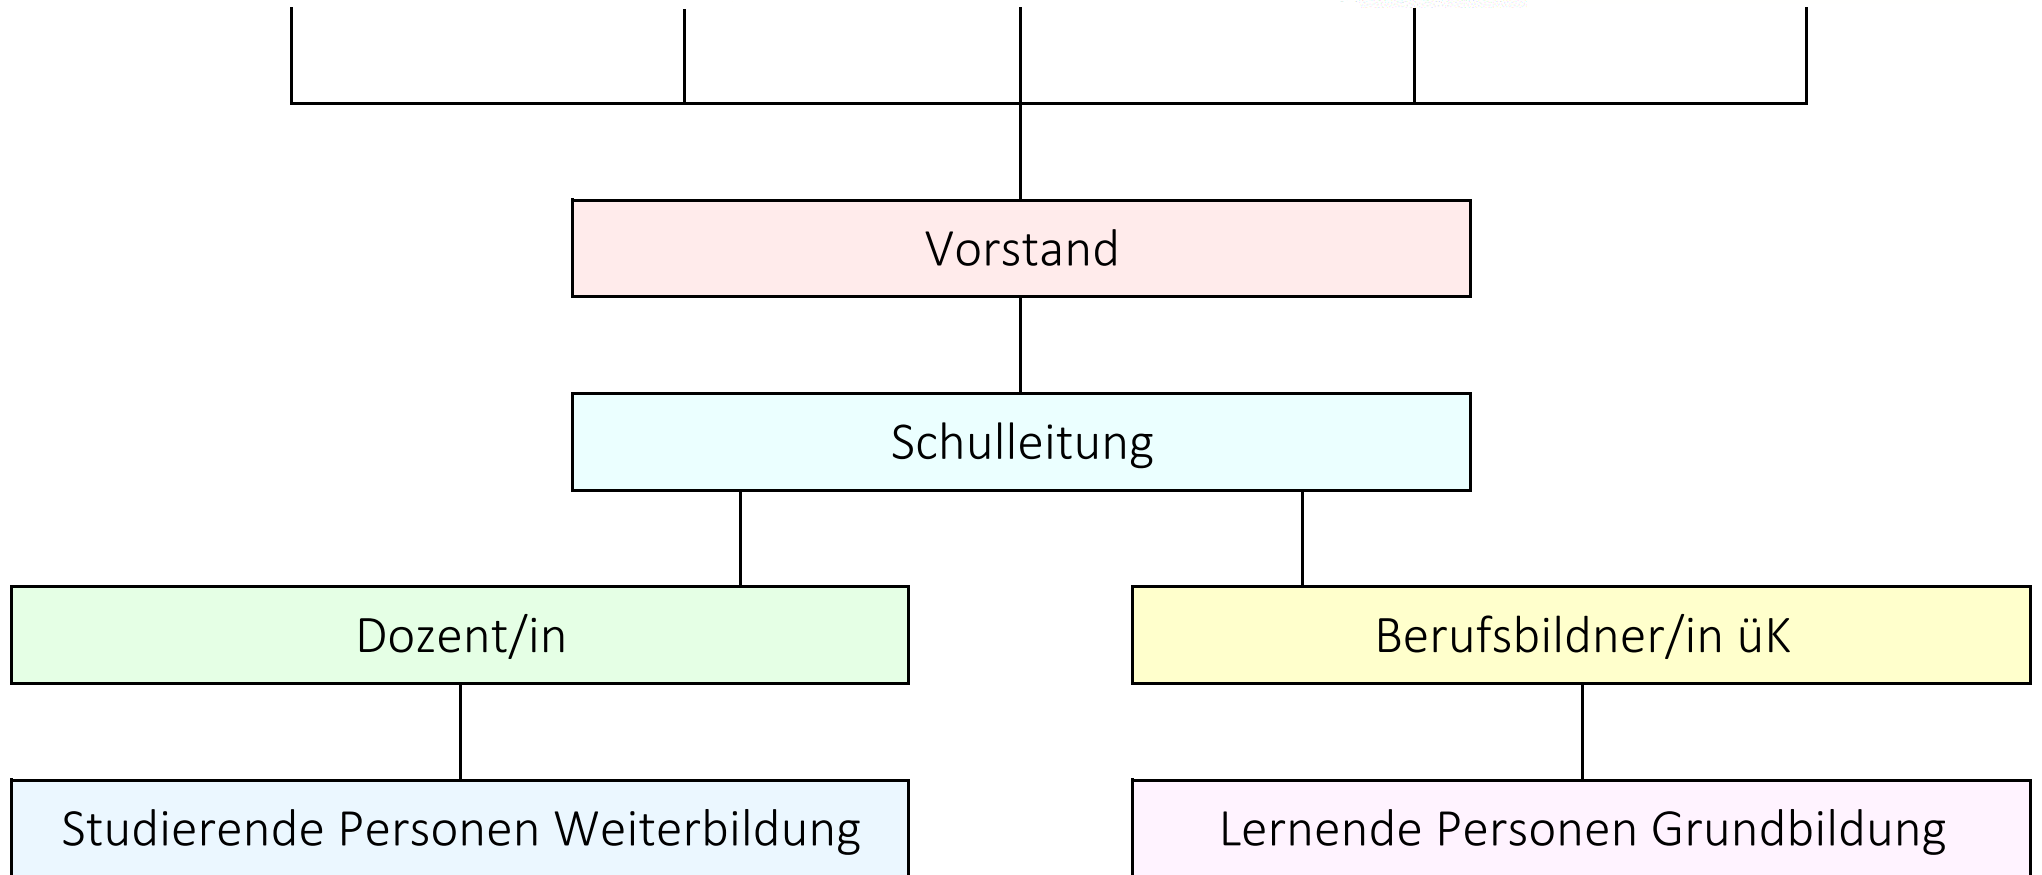 Vorstand
Schulleitung
Dozent/in
Berufsbildner/in üK
Studierende Personen Weiterbildung
Lernende Personen Grundbildung